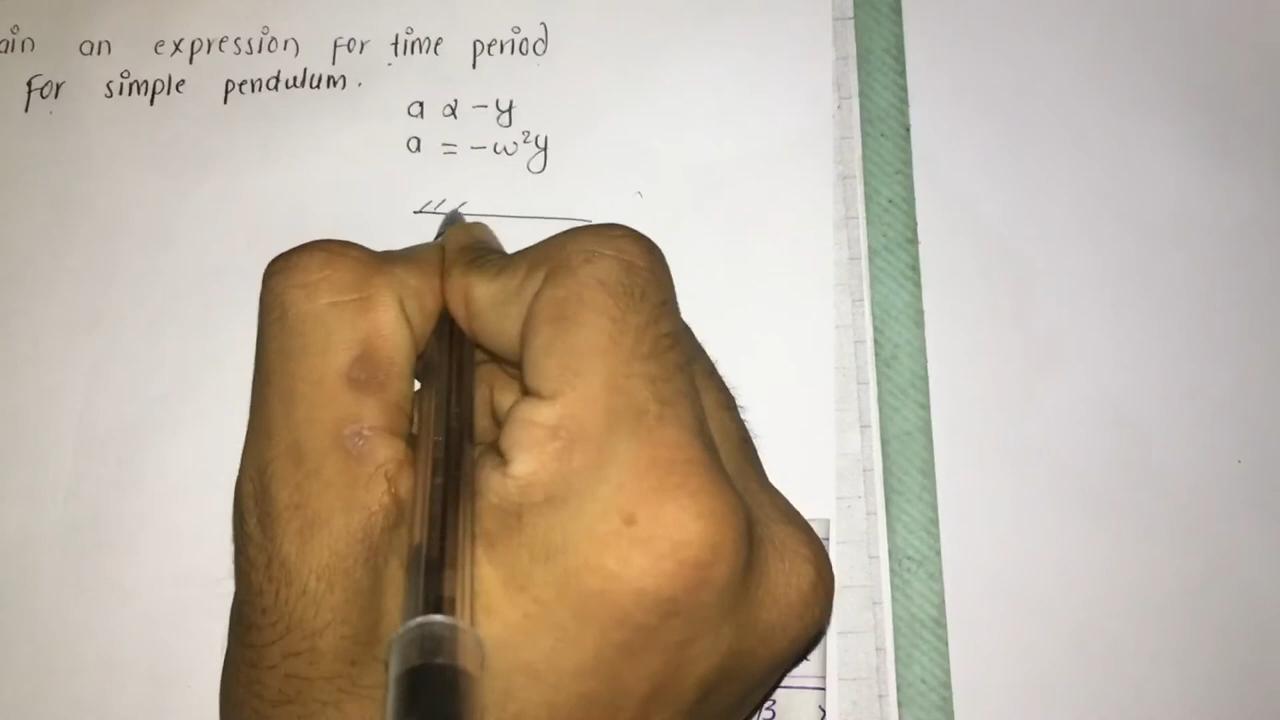 an expression for time period
for simple pendulum.
a α -y
a = -ω²y